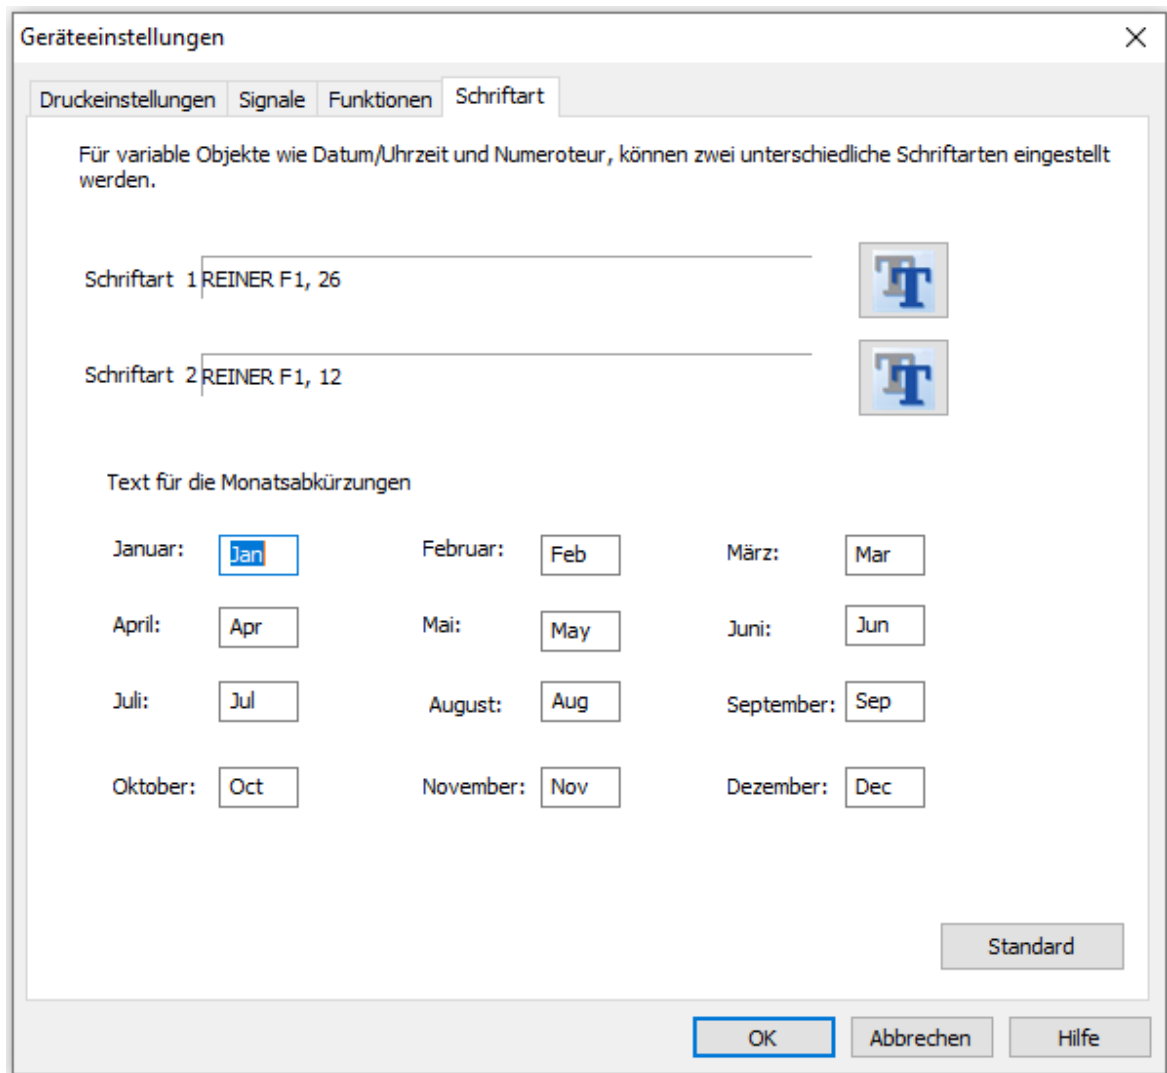 Geräteeinstellungen
Druckeinstellungen Signale Funktionen Schriftart
Für variable Objekte wie Datum/Uhrzeit und Numeroteur, können zwei unterschiedliche Schriftarten eingestellt
werden.
Schriftart 1 REINER F1, 26
Schriftart 2 REINER F1, 12
Text für die Monatsabkürzungen
Januar: Jan Februar: Feb März: Mar
April: Apr Mai: May Juni: Jun
Juli: Jul August: Aug September: Sep
Oktober: Oct November: Nov Dezember: Dec
Standard
OK Abbrechen Hilfe